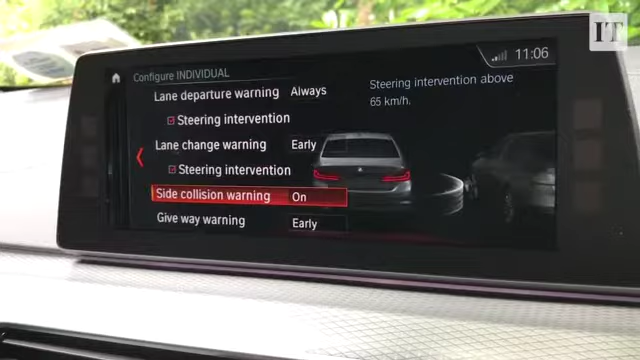 IT
11:06
Configure INDIVIDUAL
Lane departure warning Always
Steering intervention
Lane change warning Early
Steering intervention
Side collision warning On
Give way warning Early
Steering intervention above
65 km/h.